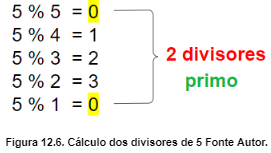 5 % 5 = 0
5 % 4 = 1
5 % 3 = 2
5 % 2 = 3
5 % 1 = 0
2 divisores
primo
Figura 12.6. Cálculo dos divisores de 5 Fonte Autor.